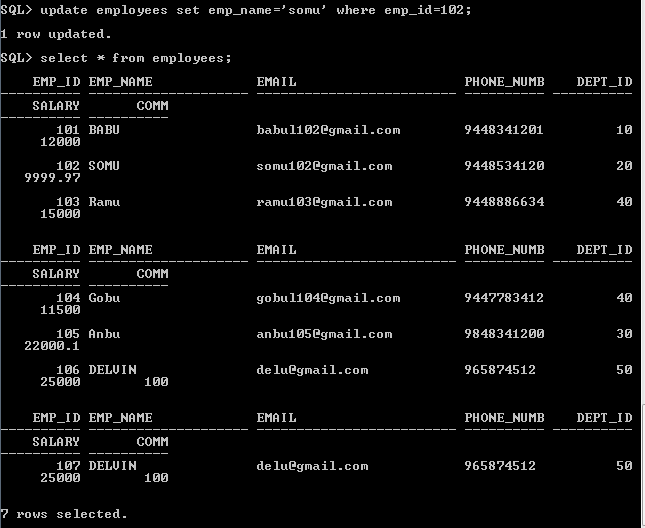 SQL> update employees set emp_name='somu' where emp_id=102;
1 row updated.
SQL> select * from employees;
EMP_ID EMP_NAME EMAIL PHONE_NUMB DEPT_ID
---------- -------------------- ------------------------- ---------- ----------
SALARY COMM
---------- ----------
101 BABU babul102@gmail.com 9448341201 10
12000
102 SOMU somu102@gmail.com 9448534120 20
9999.97
103 Ramu ramu103@gmail.com 9448886634 40
15000
EMP_ID EMP_NAME EMAIL PHONE_NUMB DEPT_ID
---------- -------------------- ------------------------- ---------- ----------
SALARY COMM
---------- ----------
104 Gobu gobul104@gmail.com 9447783412 40
11500
105 Anbu anbu105@gmail.com 9848341200 30
22000.1
106 DELVIN delu@gmail.com 965874512 50
25000 100
EMP_ID EMP_NAME EMAIL PHONE_NUMB DEPT_ID
---------- -------------------- ------------------------- ---------- ----------
SALARY COMM
---------- ----------
107 DELVIN delu@gmail.com 965874512 50
25000 100
7 rows selected.